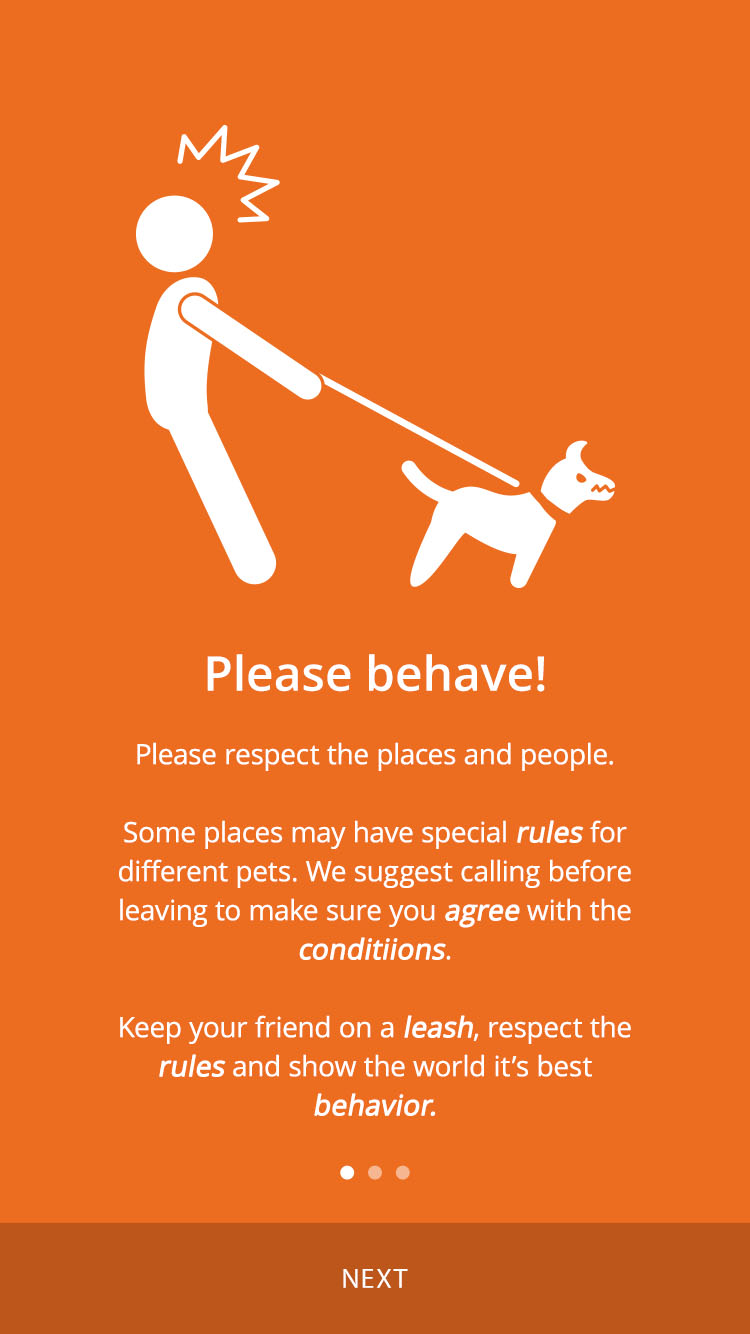 Please behave!
Please respect the places and people.
Some places may have special rules for
different pets. We suggest calling before
leaving to make sure you agree with the
conditiions.
Keep your friend on a leash, respect the
rules and show the world it’s best
behavior.
NEXT